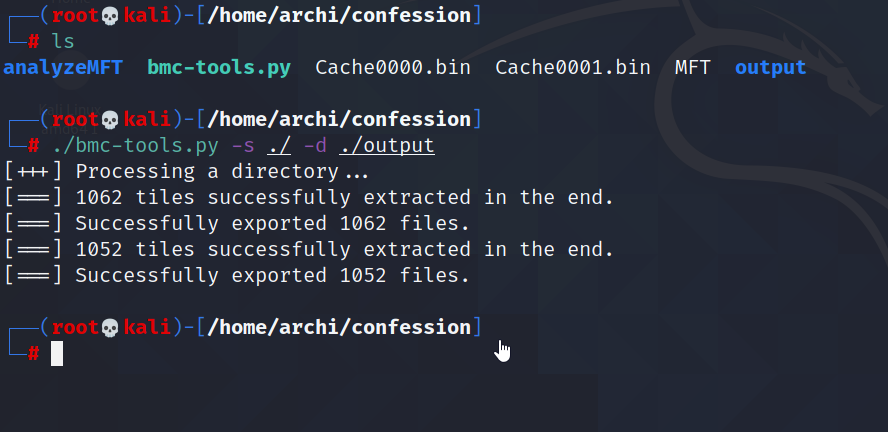 ┌──(root💀kali)-[/home/archi/confession]
└─# ls
analyzeMFT  bmc-tools.py  Cache0000.bin  Cache0001.bin  MFT  output
┌──(root💀kali)-[/home/archi/confession]
└─# ./bmc-tools.py -s ./ -d ./output
[+++] Processing a directory...
[===] 1062 tiles successfully extracted in the end.
[===] Successfully exported 1062 files.
[===] 1052 tiles successfully extracted in the end.
[===] Successfully exported 1052 files.
┌──(root💀kali)-[/home/archi/confession]
└─#